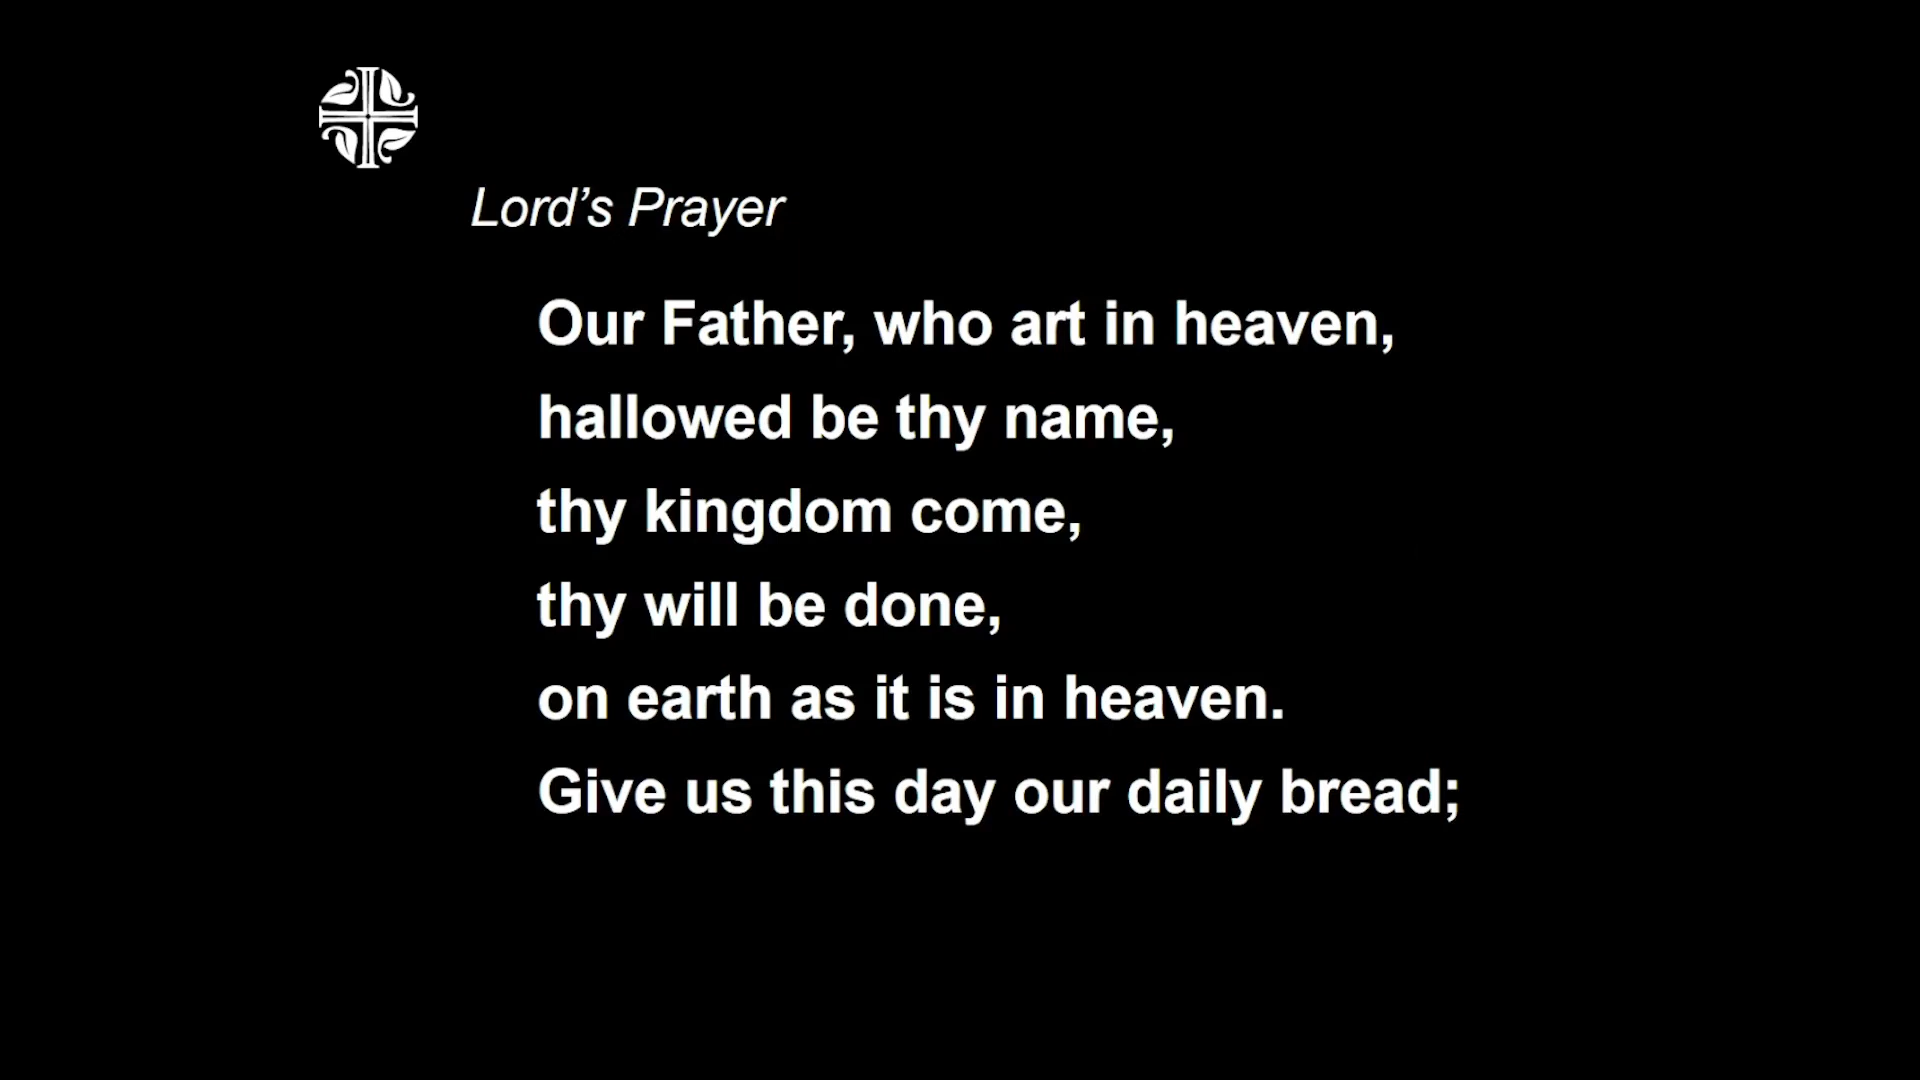 Lord’s Prayer
Our Father, who art in heaven,
hallowed be thy name,
thy kingdom come,
thy will be done,
on earth as it is in heaven.
Give us this day our daily bread;